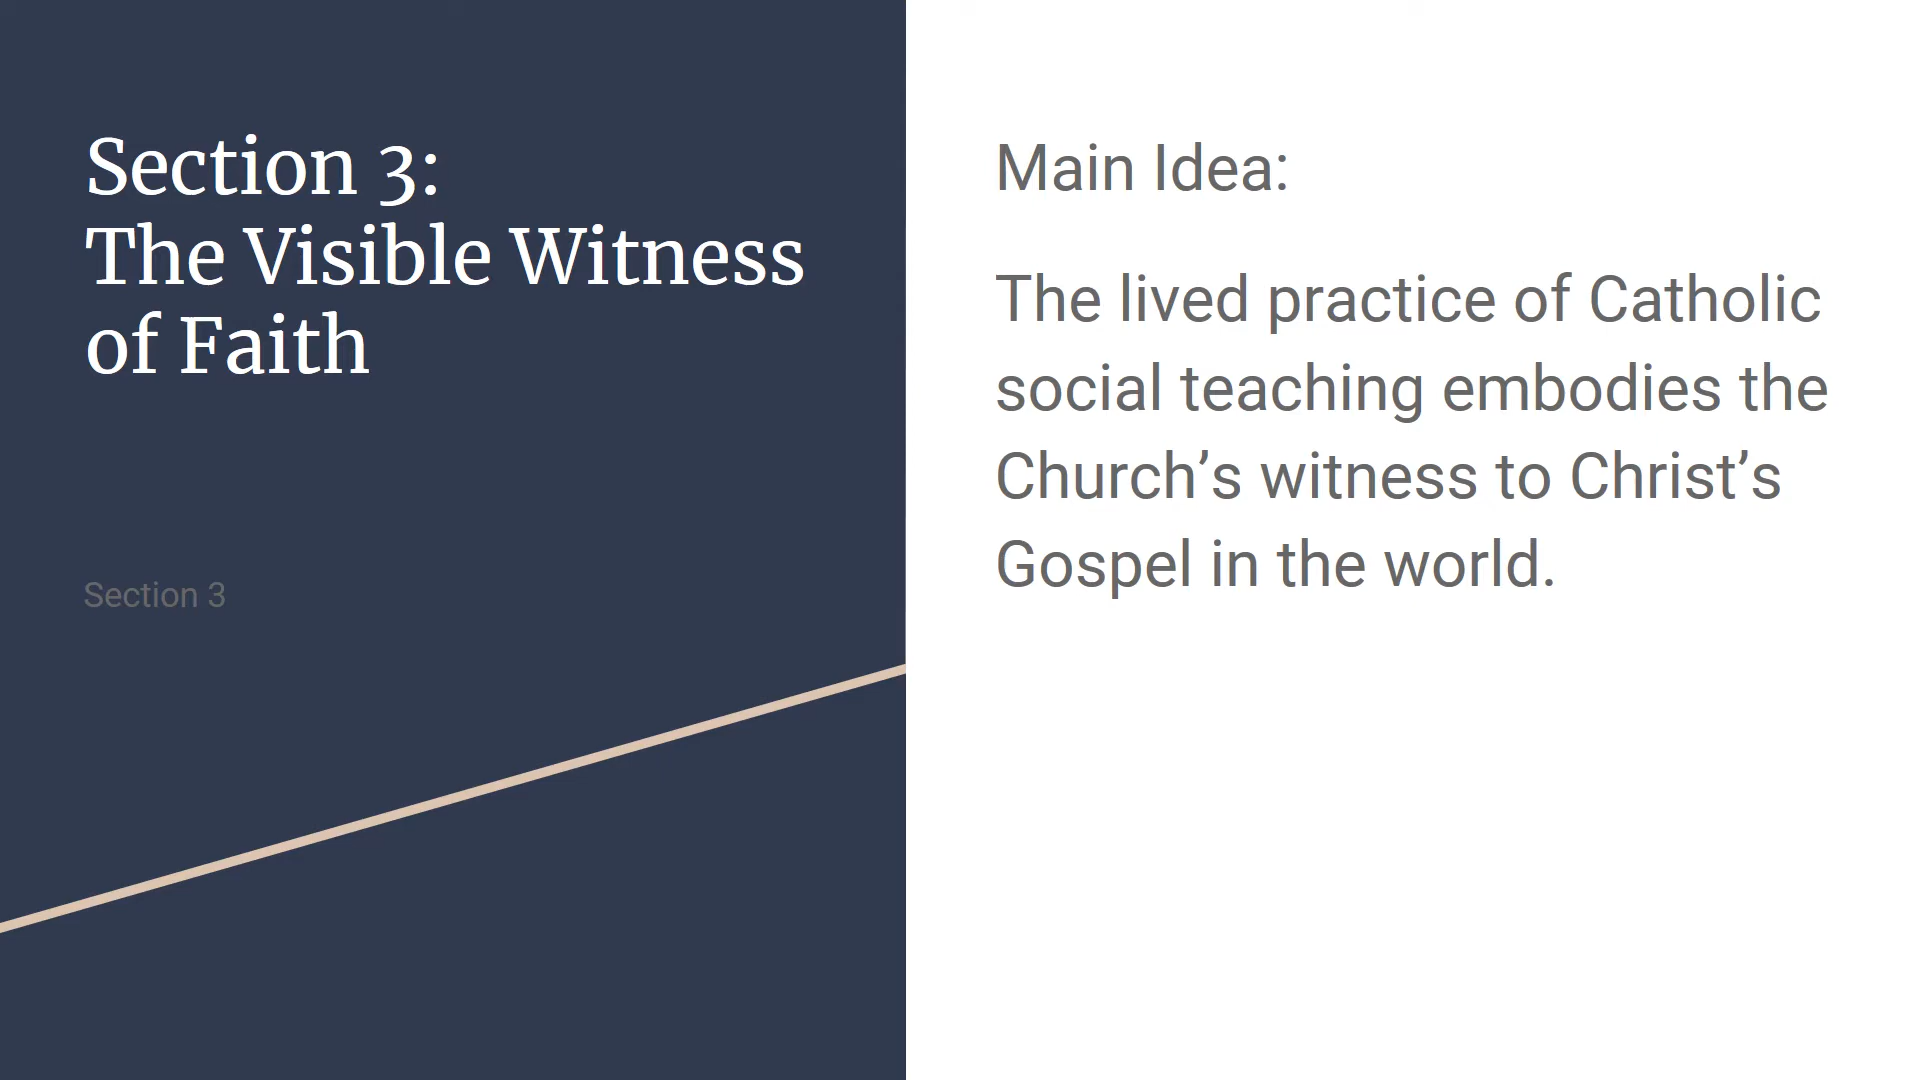 Section 3:
The Visible Witness
of Faith
Section 3
Main Idea:
The lived practice of Catholic
social teaching embodies the
Church’s witness to Christ’s
Gospel in the world.